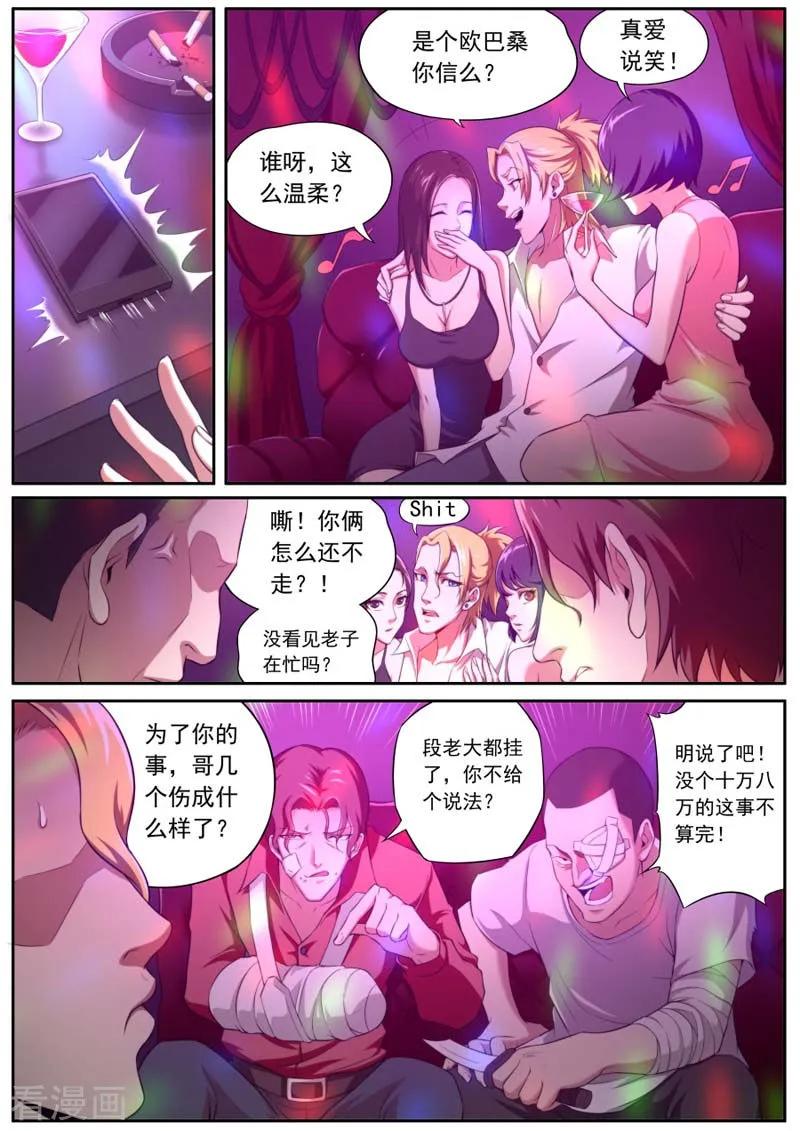 谁呀，这
么温柔？
是个欧巴桑
你信么？
真爱
说笑！
嘶！你俩
怎么还不
走？！
没看见老子
在忙吗？
Shit
为了你的
事，哥几
个伤成什
么样了？
段老大都挂
了，你不给
个说法？
明说了吧！
没个十万八
万的这事不
算完！
看漫画